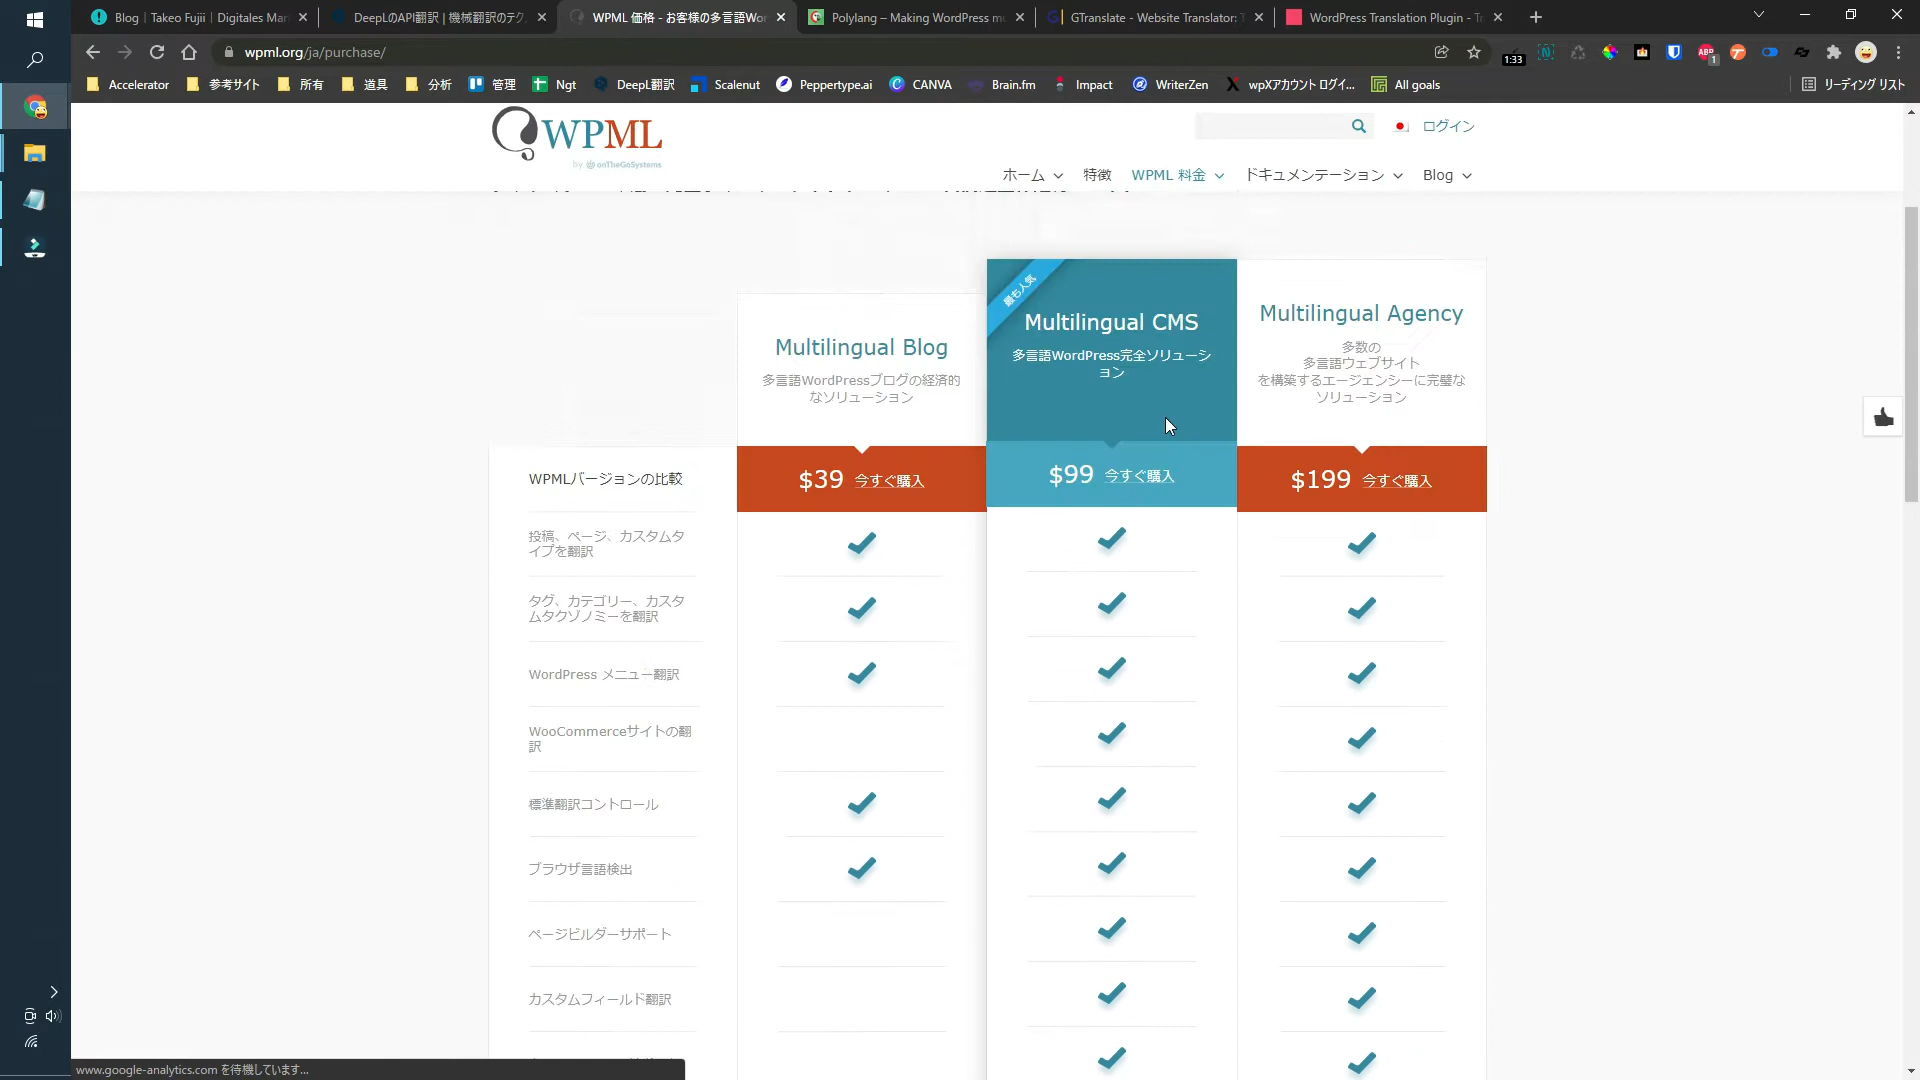 Blog | Takeo Fujii | Digitales Mar
DeepLのAPI翻訳 | 機械翻訳のテク
WPML 価格 - お客様の多言語Wor
Polylang – Making WordPress mu
GTranslate - Website Translator: T
WordPress Translation Plugin - Tr
wpml.org/ja/purchase/
1:33
ABP
1
Accelerator
参考サイト
所有
道具
分析
管理
Ngt
DeepL翻訳
Scalenut
Peppertype.ai
CANVA
Brain.fm
Impact
WriterZen
wpXアカウント ログイ...
All goals
リーディング リスト
WPML
by onTheGoSystems
ログイン
ホーム
特徴
WPML 料金
ドキュメンテーション
Blog
最も人気
Multilingual Blog
多言語WordPressブログの経済的
なソリューション
Multilingual CMS
多言語WordPress完全ソリューシ
ョン
Multilingual Agency
多数の
多言語ウェブサイト
を構築するエージェンシーに完璧な
ソリューション
WPMLバージョンの比較
$39 今すぐ購入
$99 今すぐ購入
$199 今すぐ購入
投稿、ページ、カスタムタ
イプを翻訳
タグ、カテゴリー、カスタ
ムタクソノミーを翻訳
WordPress メニュー翻訳
WooCommerceサイトの翻
訳
標準翻訳コントロール
ブラウザ言語検出
ページビルダーサポート
カスタムフィールド翻訳
www.google-analytics.com を待機しています...